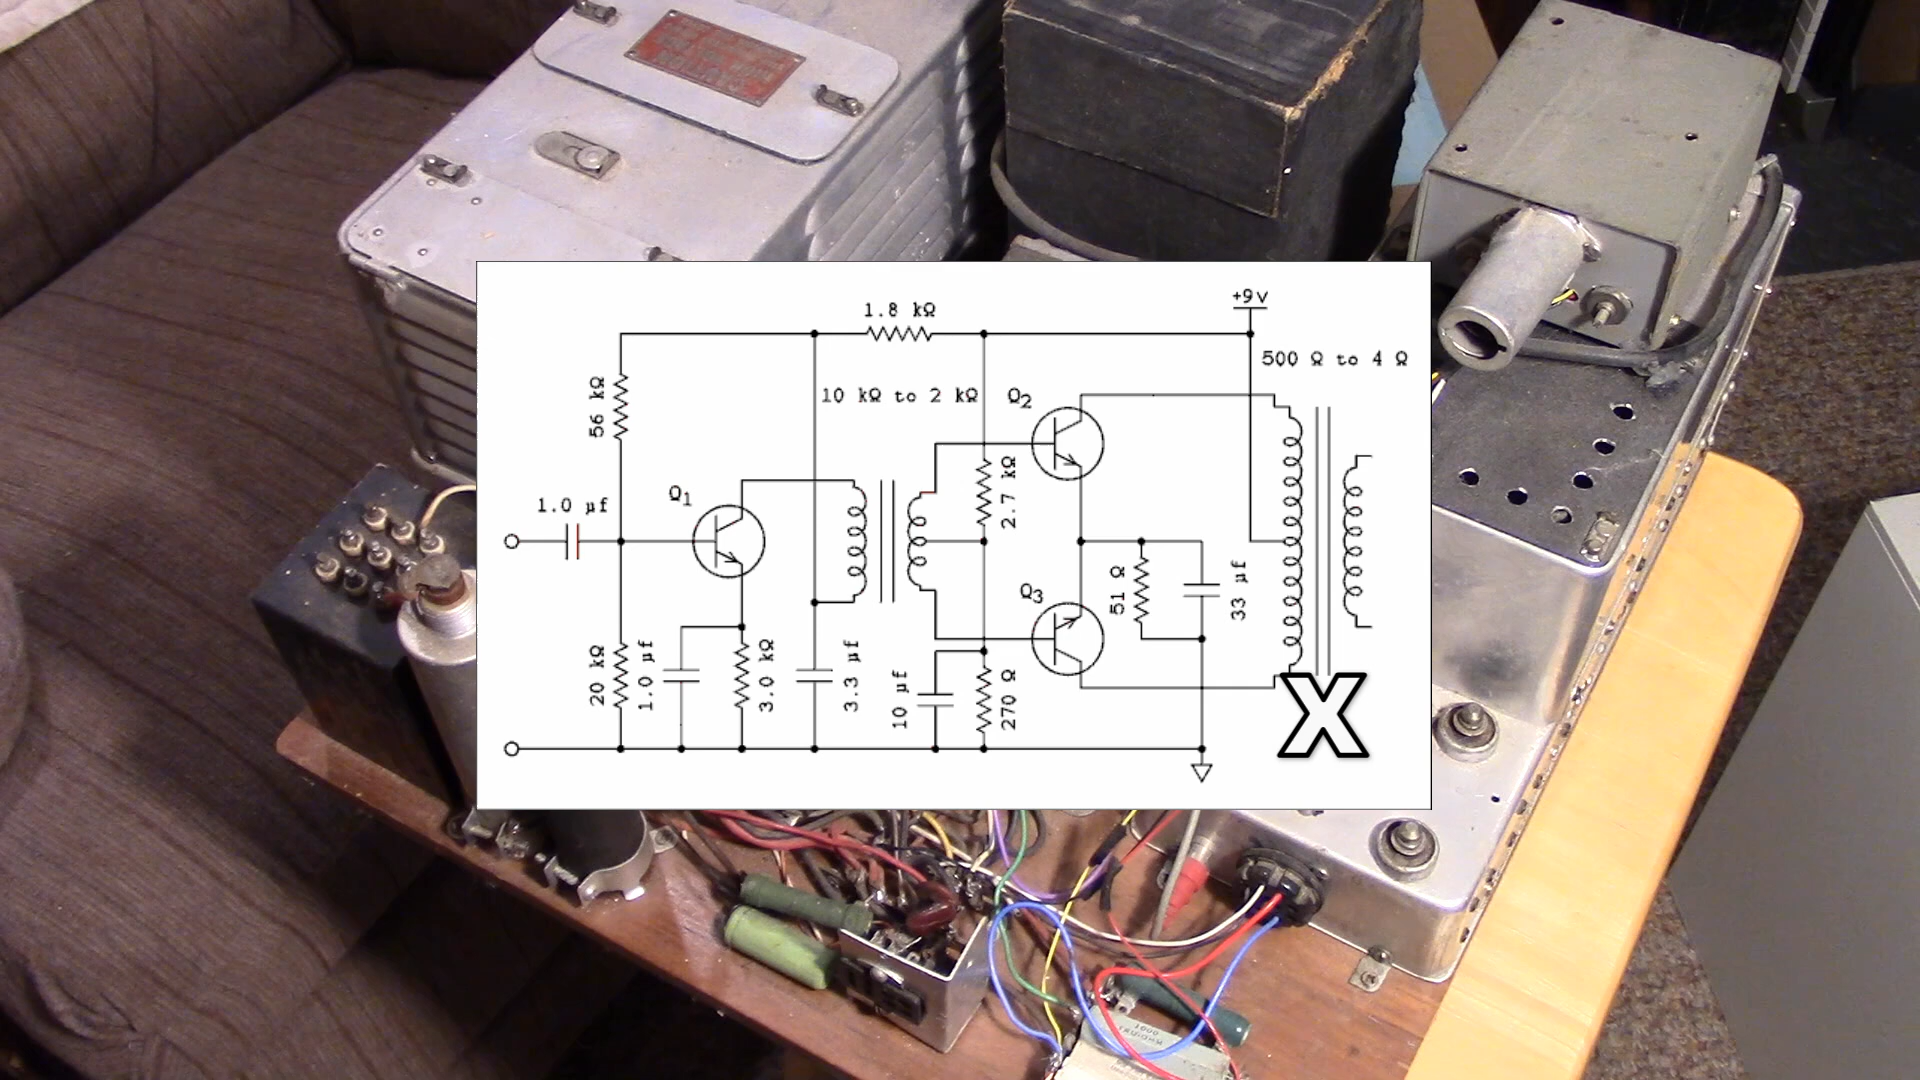 +9v
1.8 kΩ
500 Ω to 4 Ω
10 kΩ to 2 kΩ
Q2
56 kΩ
2.7 kΩ
Q1
1.0 µf
51 Ω
33 µf
Q3
20 kΩ
1.0 µf
3.0 kΩ
3.3 µf
10 µf
270 Ω
X